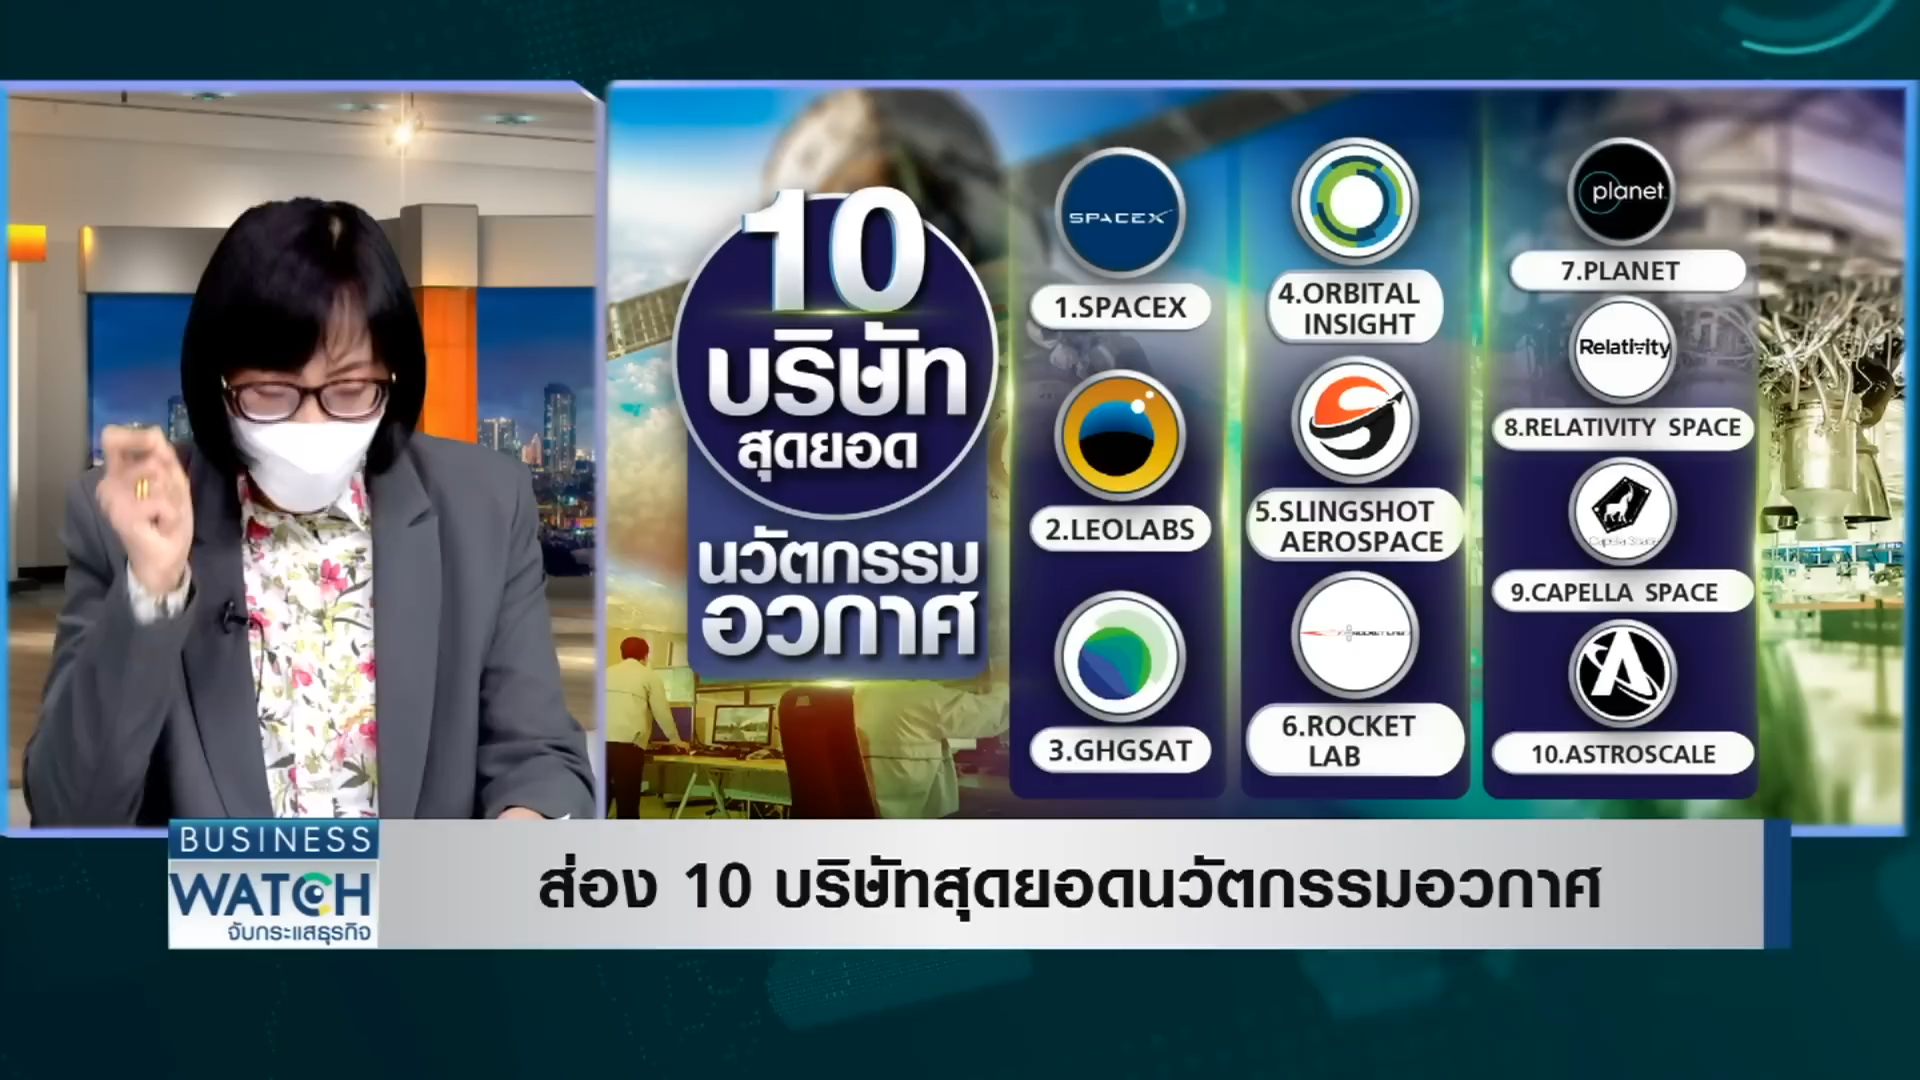 10
บริษัท
สุดยอด
นวัตกรรม
อวกาศ
SPACEX
1.SPACEX
2.LEOLABS
3.GHGSAT
4.ORBITAL
INSIGHT
5.SLINGSHOT
AEROSPACE
6.ROCKET
LAB
planet
7.PLANET
Relativity
8.RELATIVITY SPACE
Capella Space
9.CAPELLA SPACE
10.ASTROSCALE
BUSINESS
WATCH
จับกระแสธุรกิจ
ส่อง 10 บริษัทสุดยอดนวัตกรรมอวกาศ